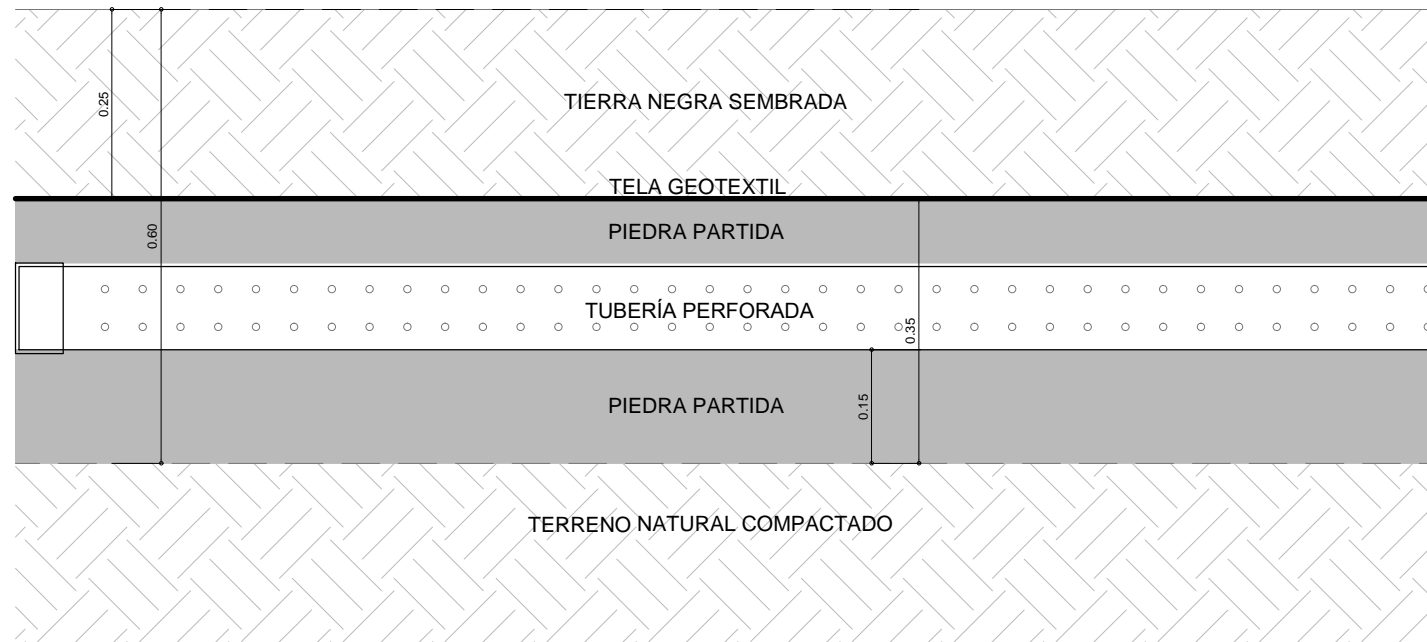 0.25
TIERRA NEGRA SEMBRADA
TELA GEOTEXTIL
0.60
PIEDRA PARTIDA
TUBERÍA PERFORADA
0.35
PIEDRA PARTIDA
0.15
TERRENO NATURAL COMPACTADO